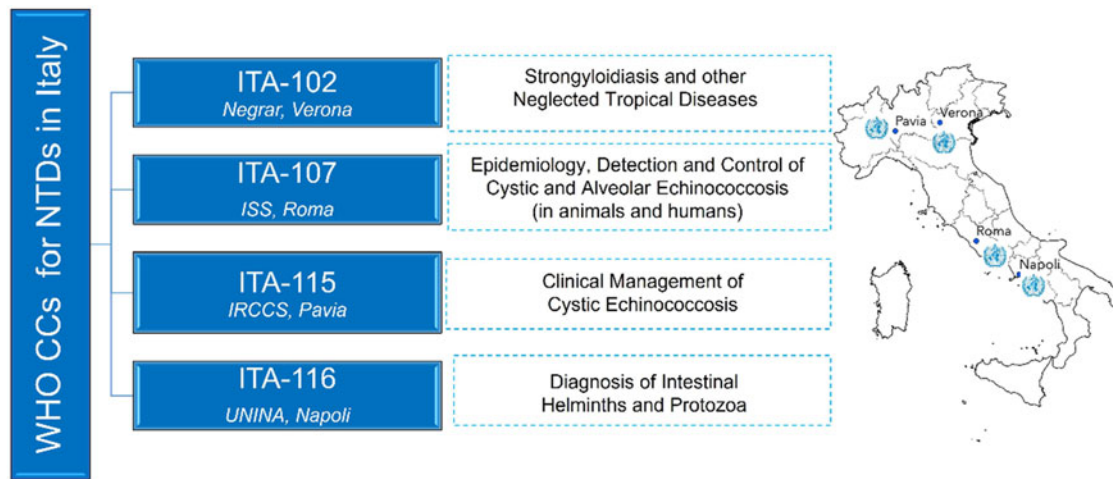 WHO CCs for NTDs in Italy
ITA-102
Negrar, Verona
Strongyloidiasis and other
Neglected Tropical Diseases
ITA-107
ISS, Roma
Epidemiology, Detection and Control of
Cystic and Alveolar Echinococcosis
(in animals and humans)
ITA-115
IRCCS, Pavia
Clinical Management of
Cystic Echinococcosis
ITA-116
UNINA, Napoli
Diagnosis of Intestinal
Helminths and Protozoa
Verona
Pavia
Roma
Napoli